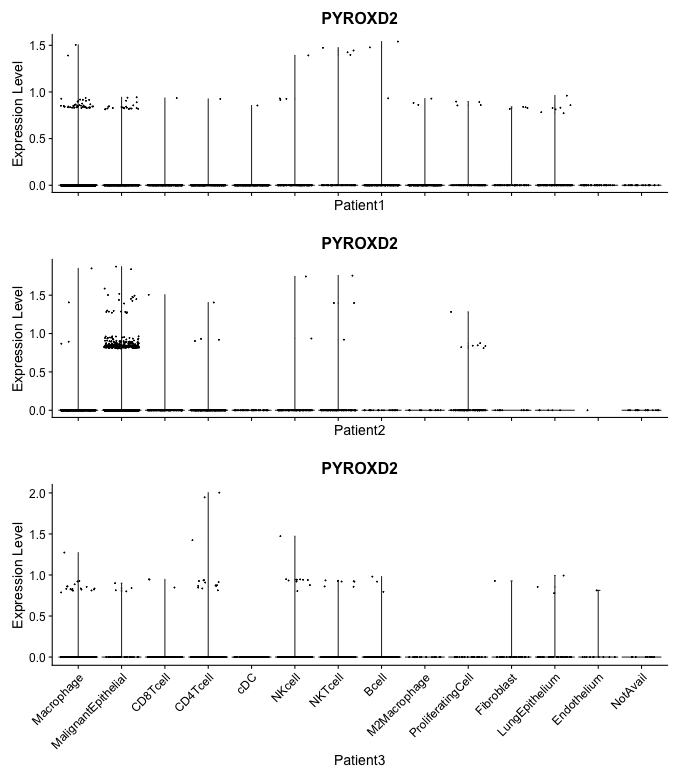 PYROXD2
Expression Level
1.5
1.0
0.5
0.0
Patient1
PYROXD2
Expression Level
1.5
1.0
0.5
0.0
Patient2
PYROXD2
Expression Level
2.0
1.5
1.0
0.5
0.0
Macrophage
MalignantEpithelial
CD8Tcell
CD4Tcell
cDC
NKcell
NKTcell
Bcell
M2Macrophage
ProliferatingCell
Fibroblast
LungEpithelium
Endothelium
NotAvail
Patient3